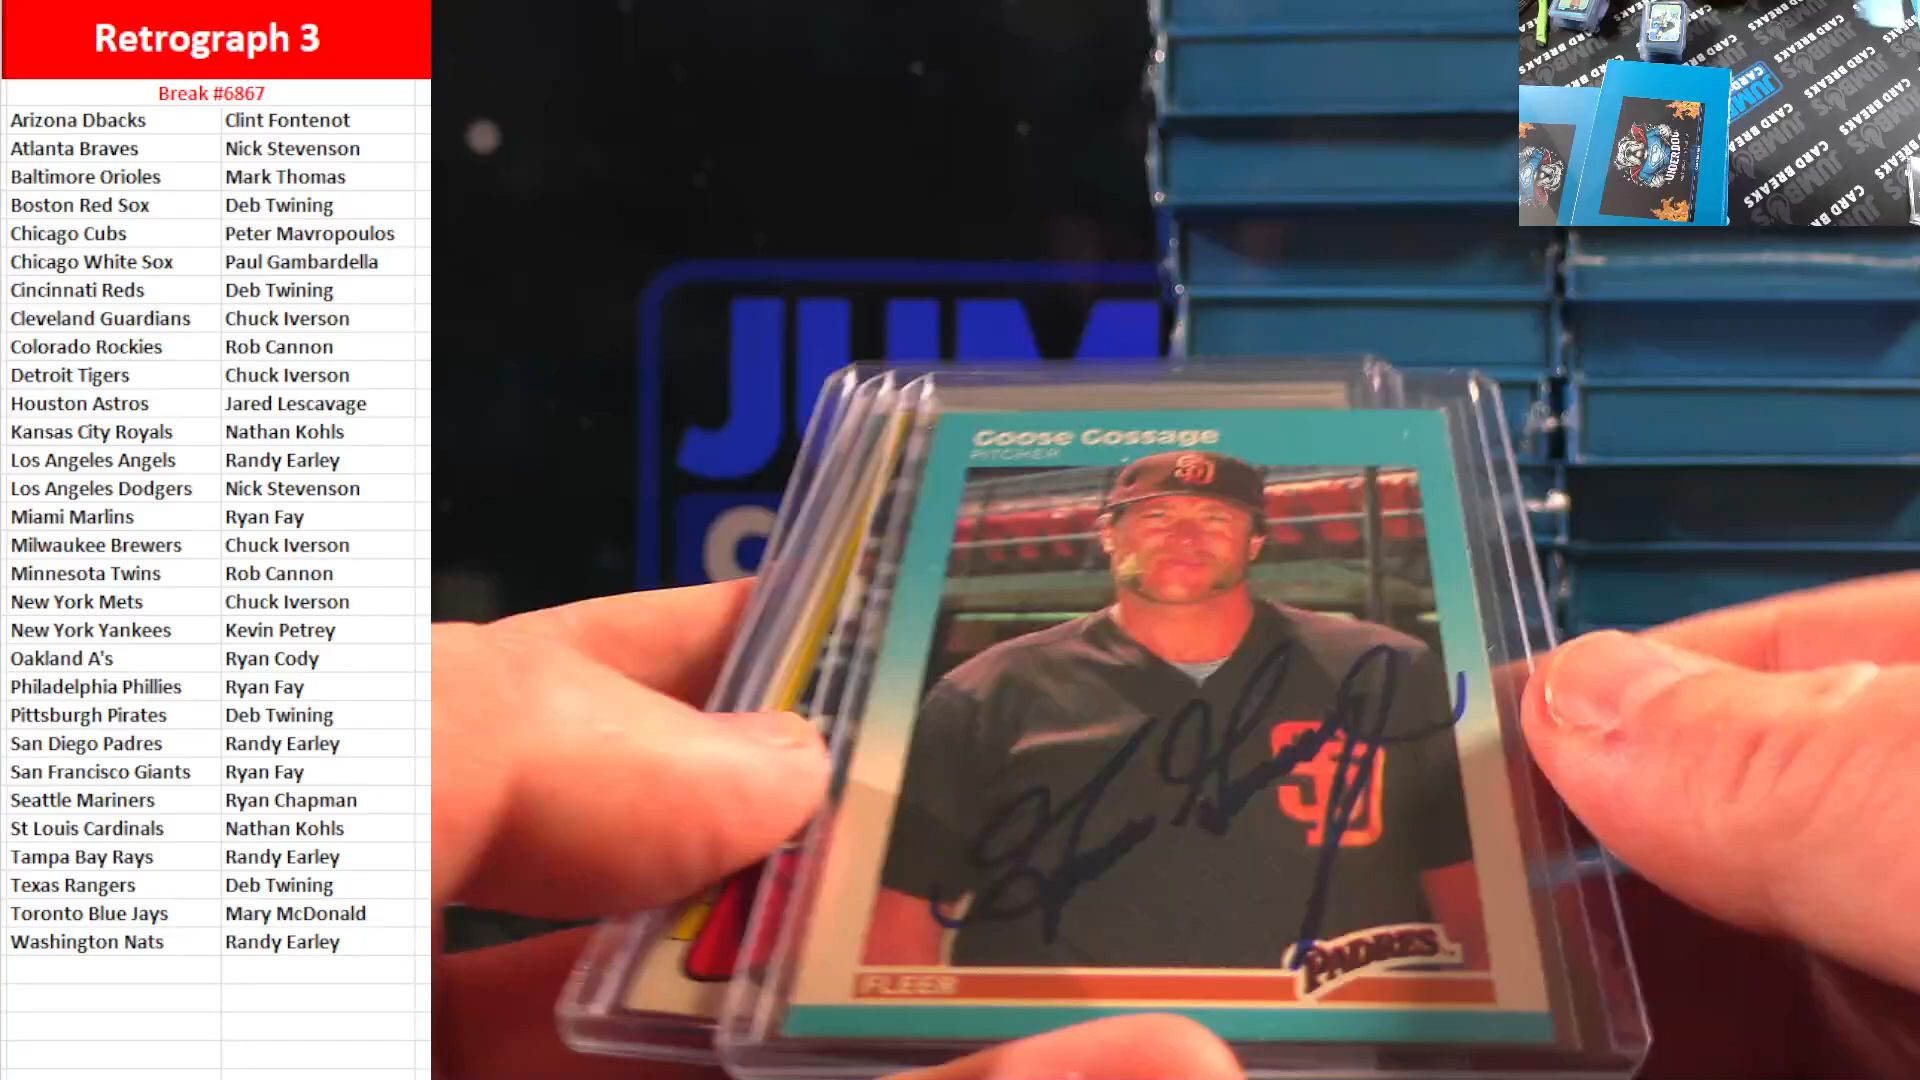 Retrograph 3
Break #6867
Arizona Dbacks Clint Fontenot
Atlanta Braves Nick Stevenson
Baltimore Orioles Mark Thomas
Boston Red Sox Deb Twining
Chicago Cubs Peter Mavropoulos
Chicago White Sox Paul Gambardella
Cincinnati Reds Deb Twining
Cleveland Guardians Chuck Iverson
Colorado Rockies Rob Cannon
Detroit Tigers Chuck Iverson
Houston Astros Jared Lescavage
Kansas City Royals Nathan Kohls
Los Angeles Angels Randy Earley
Los Angeles Dodgers Nick Stevenson
Miami Marlins Ryan Fay
Milwaukee Brewers Chuck Iverson
Minnesota Twins Rob Cannon
New York Mets Chuck Iverson
New York Yankees Kevin Petrey
Oakland A's Ryan Cody
Philadelphia Phillies Ryan Fay
Pittsburgh Pirates Deb Twining
San Diego Padres Randy Earley
San Francisco Giants Ryan Fay
Seattle Mariners Ryan Chapman
St Louis Cardinals Nathan Kohls
Tampa Bay Rays Randy Earley
Texas Rangers Deb Twining
Toronto Blue Jays Mary McDonald
Washington Nats Randy Earley
JUM
Goose Gossage
PITCHER
SD
SD
PADRES
FLEER
UNDERDOG
JUMBO'S
CARD BREAKS